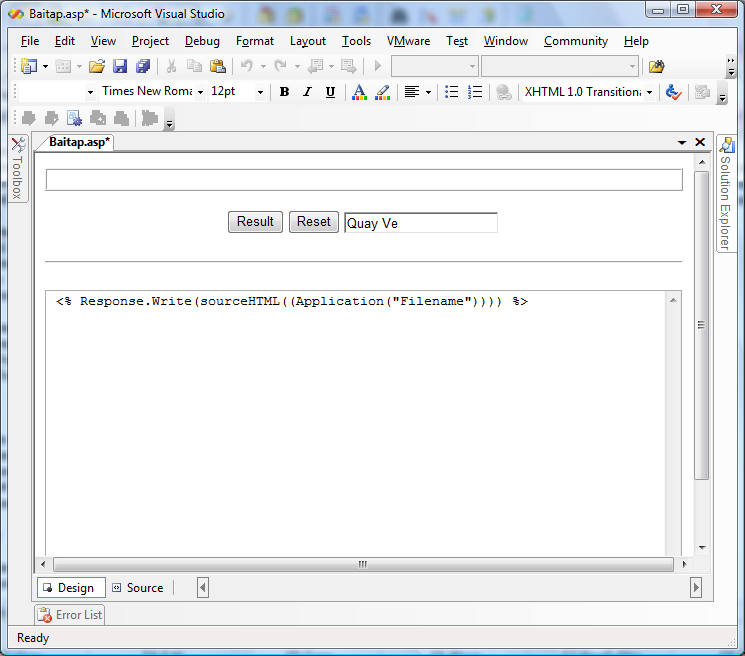 Baitap.asp* - Microsoft Visual Studio
File Edit View Project Debug Format Layout Tools VMware Test Window Community Help
Times New Roma 12pt B I U A XHTML 1.0 Transitiona
Baitap.asp*
Toolbox
Solution Explorer
Result Reset Quay Ve
<% Response.Write(sourceHTML((Application("Filename")))) %>
Design Source
Error List
Ready